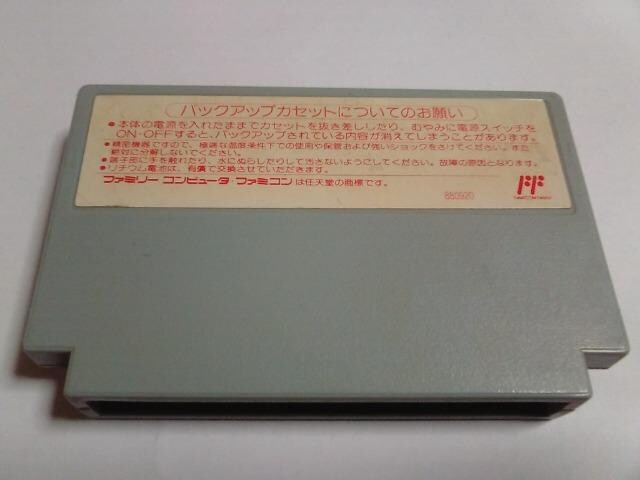 バックアップカセットについてのお願い
●本体の電源を入れたままでカセットを抜き差ししたり、むやみに電源スイッチを
ON・OFFすると、バックアップされている内容が消えてしまうことがあります。
●精密機器ですので、極端な温度条件下での使用や保管および強いショックをさけてください。また
絶対に分解しないでください。
●端子部に手を触れたり、水にぬらしたりして汚さないようにしてください。故障の原因となります。
●リチウム電池は、有償で交換させていただきます。
ファミリーコンピュータ・ファミコンは任天堂の商標です。
880920